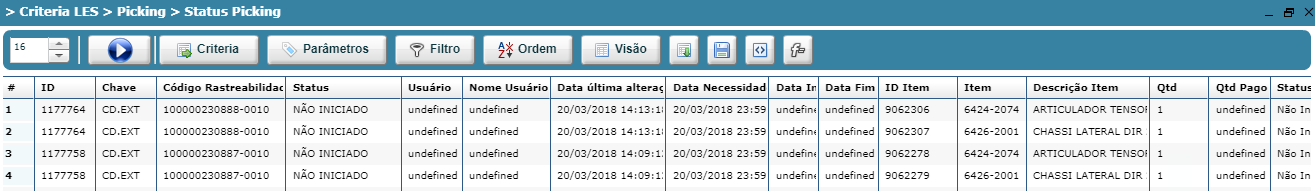 > Criteria LES > Picking > Status Picking
16 Criteria Parâmetros Filtro Ordem Visão
# ID Chave Código Rastreabilidac Status Usuário Nome Usuário Data última alteraç Data Necessidad Data In Data Fim ID Item Item Descrição Item Qtd Qtd Pago Status
1 1177764 CD.EXT 100000230888-0010 NÃO INICIADO undefined undefined 20/03/2018 14:13:18 20/03/2018 23:59 undefine undefined 9062306 6424-2074 ARTICULADOR TENSOR 1 undefined Não In
2 1177764 CD.EXT 100000230888-0010 NÃO INICIADO undefined undefined 20/03/2018 14:13:18 20/03/2018 23:59 undefine undefined 9062307 6426-2001 CHASSI LATERAL DIR 1 undefined Não In
3 1177758 CD.EXT 100000230887-0010 NÃO INICIADO undefined undefined 20/03/2018 14:09:1 20/03/2018 23:59 undefine undefined 9062278 6424-2074 ARTICULADOR TENSOR 1 undefined Não In
4 1177758 CD.EXT 100000230887-0010 NÃO INICIADO undefined undefined 20/03/2018 14:09:1 20/03/2018 23:59 undefine undefined 9062279 6426-2001 CHASSI LATERAL DIR 1 undefined Não In